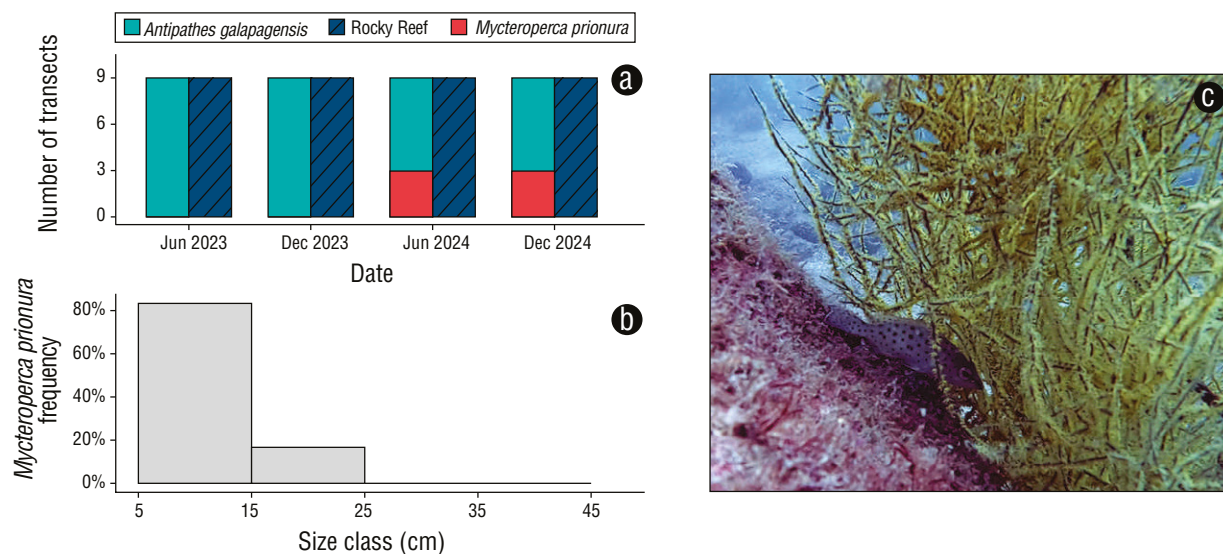 Antipathes galapagensis Rocky Reef Mycteroperca prionura
a
Number of transects
9
6
3
0
Jun 2023 Dec 2023 Jun 2024 Dec 2024
Date
b
Mycteroperca prionura
frequency
80%
60%
40%
20%
0%
5 15 25 35 45
Size class (cm)
c